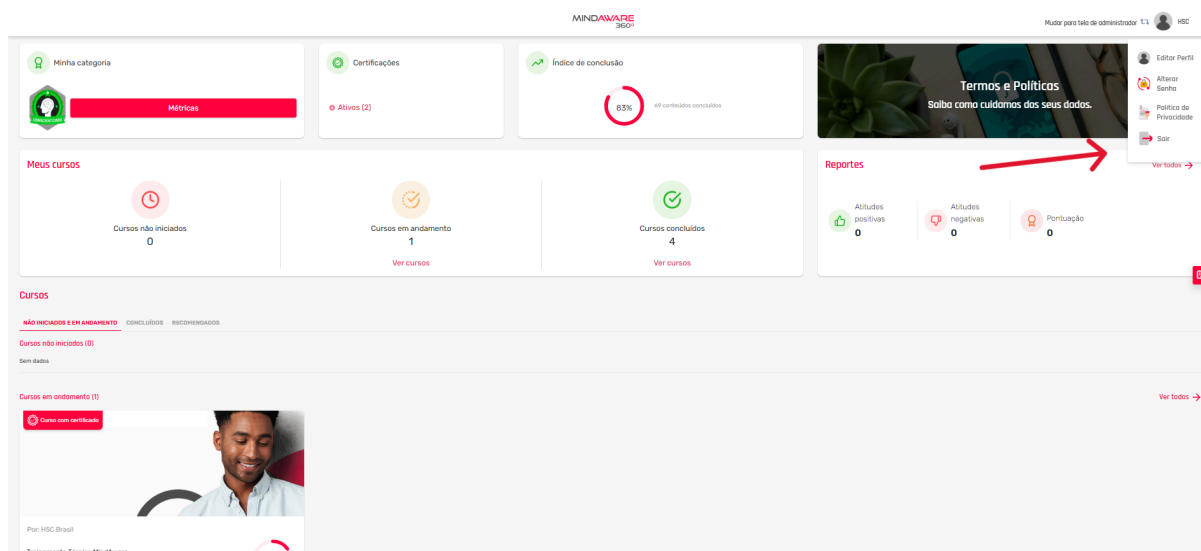 MINDAWARE
360º
Mudar para tela de administrador
HSC
Minha categoria
Métricas
Certificações
Ativos (2)
Índice de conclusão
83%
69 conteúdos concluídos
Termos e Políticas
Saiba como cuidamos dos seus dados.
Editar Perfil
Alterar
Senha
Política de
Privacidade
Sair
Meus cursos
Cursos não iniciados
0
Cursos em andamento
1
Ver cursos
Cursos concluídos
4
Ver cursos
Reportes
Ver todos
Atitudes
positivas
0
Atitudes
negativas
0
Pontuação
0
Cursos
NÃO INICIADOS E EM ANDAMENTO
CONCLUÍDOS
RECOMENDADOS
Cursos não iniciados (0)
Sem dados
Cursos em andamento (1)
Ver todos
Curso com certificado
Por: HSC Brasil